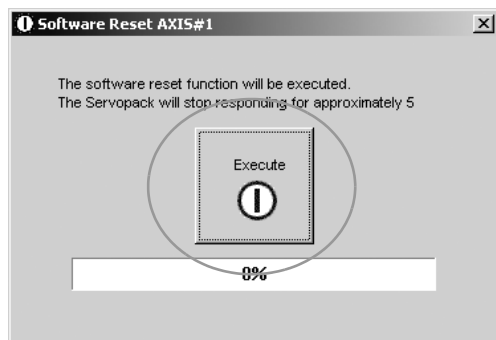 Software Reset AXIS#1
The software reset function will be executed.
The Servopack will stop responding for approximately 5
Execute
0%